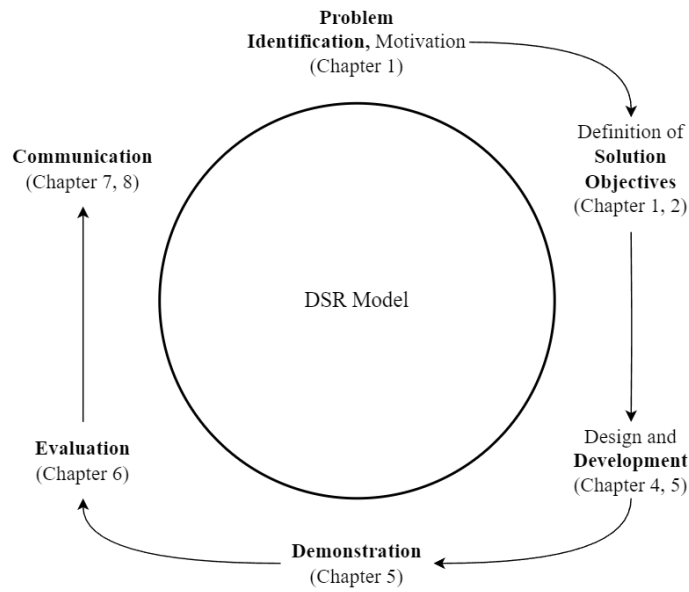 Problem
Identification, Motivation
(Chapter 1)
Definition of
Solution
Objectives
(Chapter 1, 2)
Design and
Development
(Chapter 4, 5)
Demonstration
(Chapter 5)
Evaluation
(Chapter 6)
Communication
(Chapter 7, 8)
DSR Model